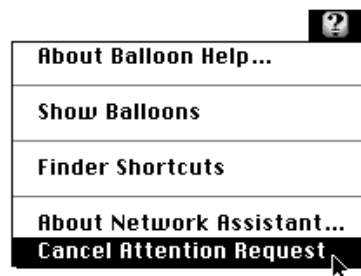 ?
About Balloon Help...
Show Balloons
Finder Shortcuts
About Network Assistant...
Cancel Attention Request